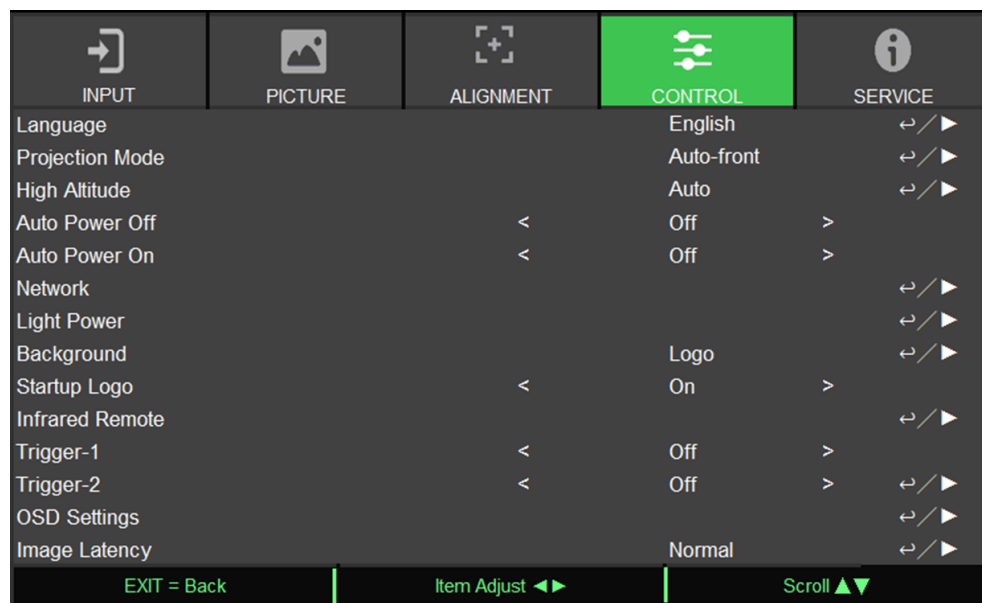 INPUT PICTURE ALIGNMENT CONTROL SERVICE
Language English ↩/▶
Projection Mode Auto-front ↩/▶
High Altitude Auto ↩/▶
Auto Power Off < Off >
Auto Power On < Off >
Network ↩/▶
Light Power ↩/▶
Background Logo ↩/▶
Startup Logo < On >
Infrared Remote ↩/▶
Trigger-1 < Off >
Trigger-2 < Off > ↩/▶
OSD Settings ↩/▶
Image Latency Normal ↩/▶
EXIT = Back Item Adjust ◀▶ Scroll ▲▼